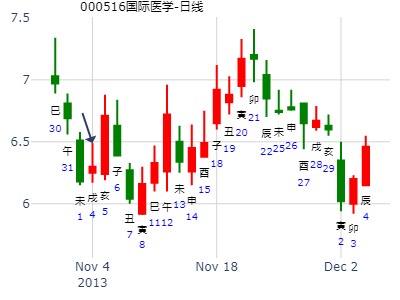 000516国际医学-日线
7.5
7
6.5
6
巳
30
午
31
未
1
戌
4
亥
5
子
6
丑
7
寅
8
巳
11
午
12
未
13
申
14
酉
15
子
18
丑
19
寅
20
卯
21
辰
22
未
25
申
26
酉
27
戌
28
亥
29
寅
2
卯
3
辰
4
Nov 4
2013
Nov 18
Dec 2